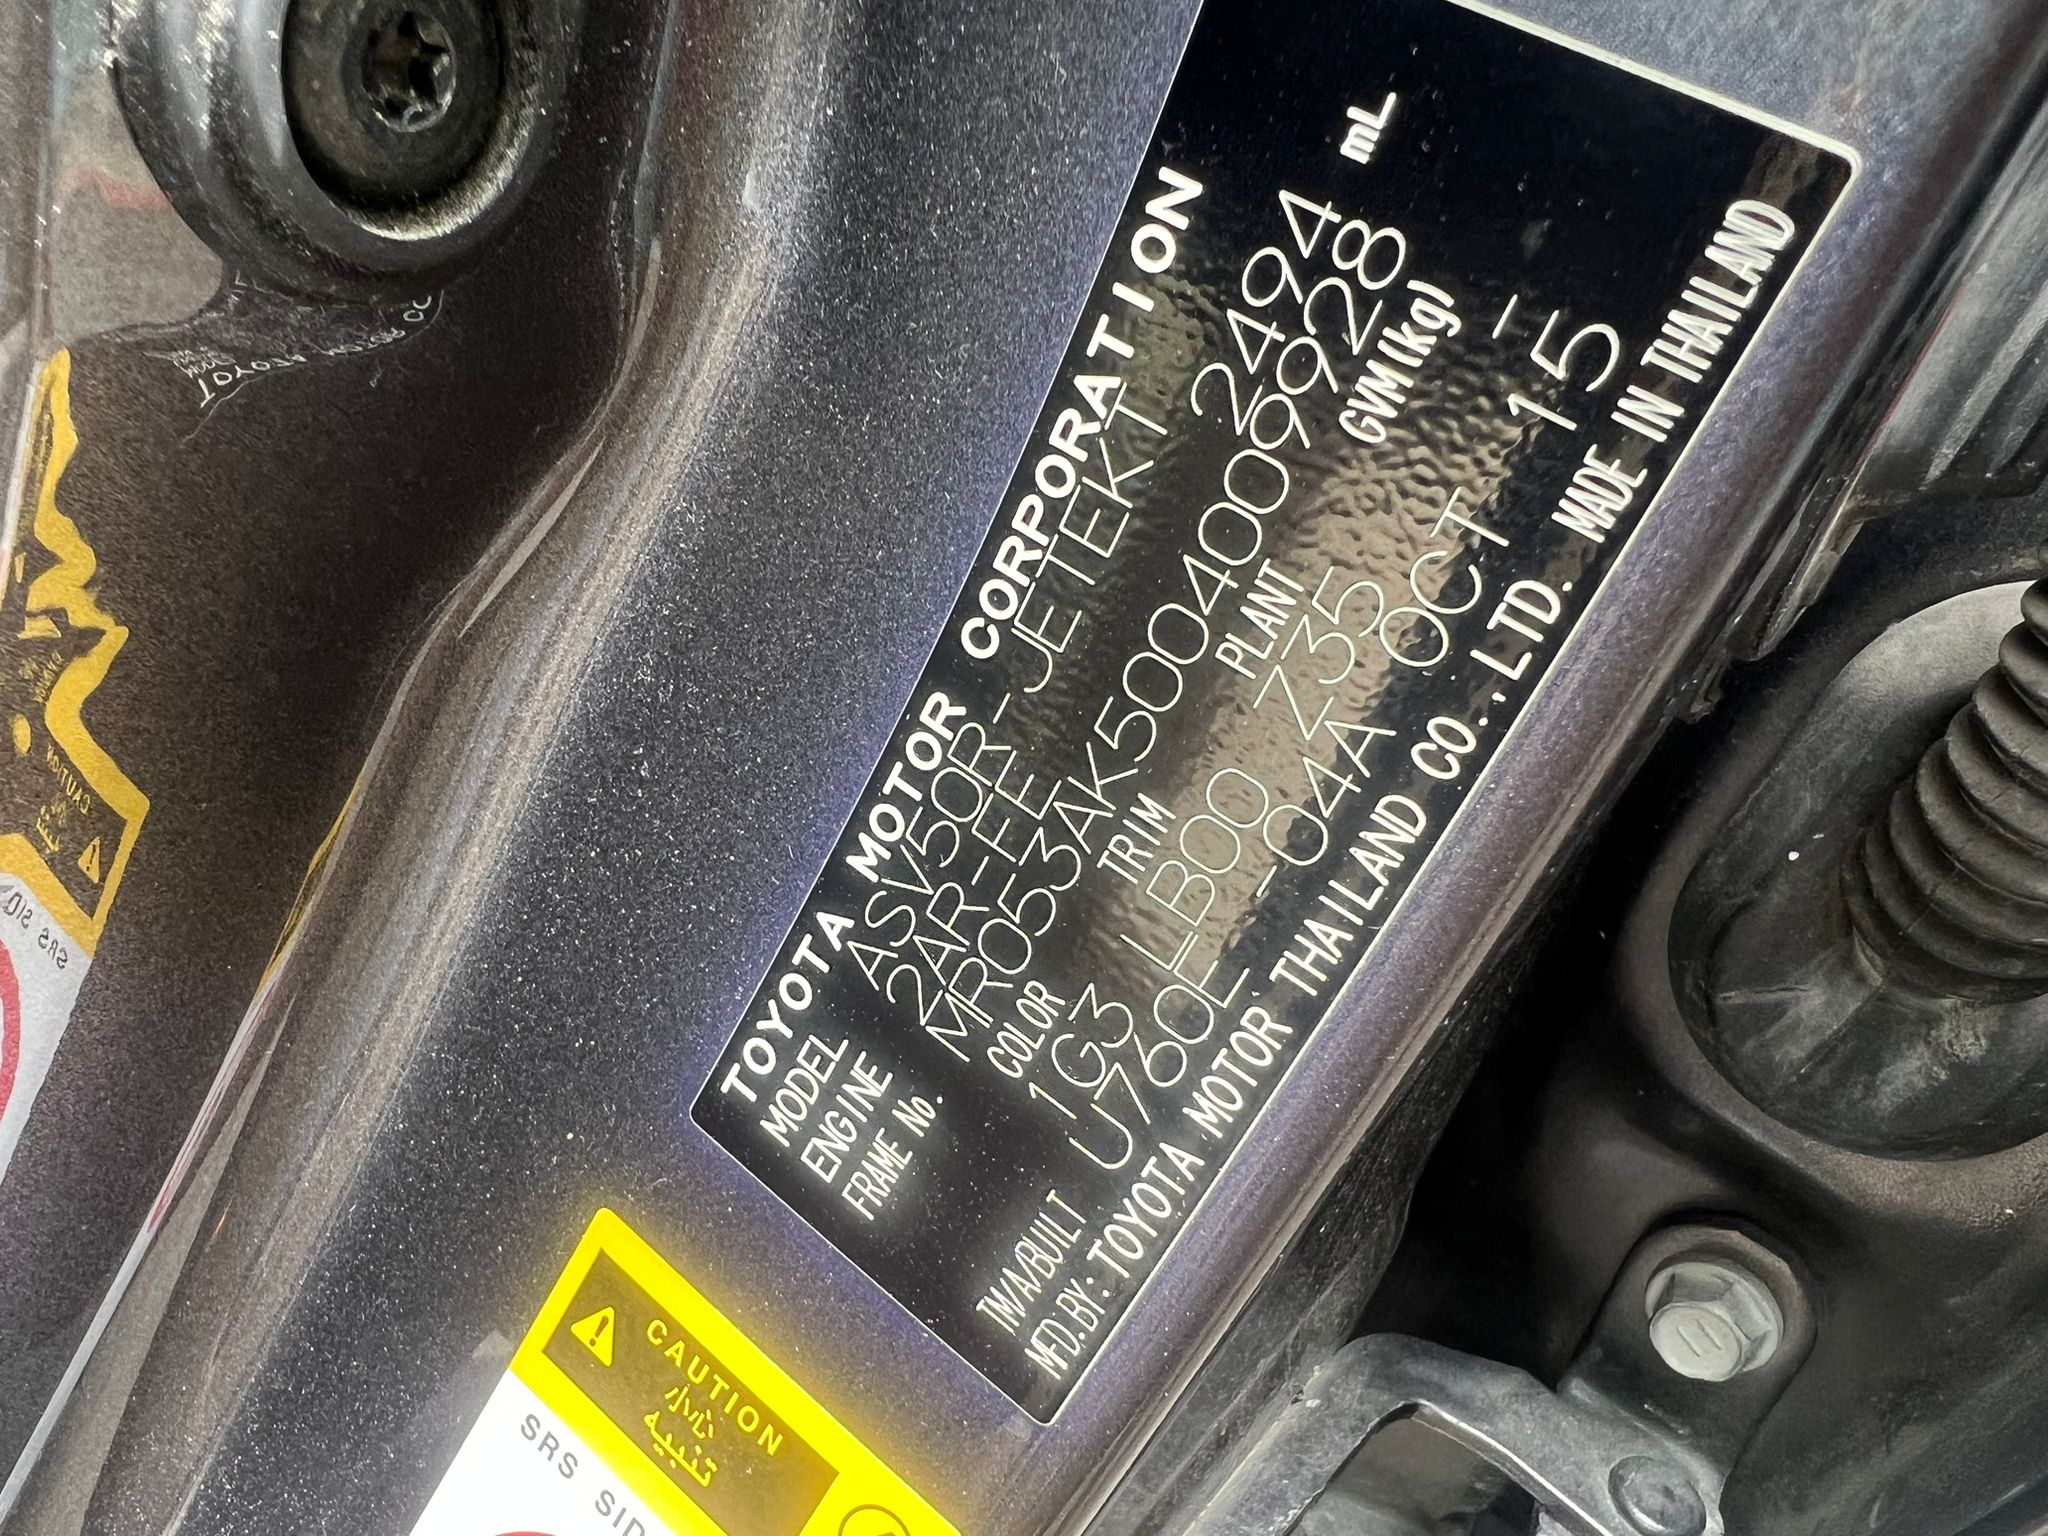 TOYOTA MOTOR CORPORATION
MODEL ASV50R-JETEKT
ENGINE 2AR-FE 2494 mL
FRAME No. MR053AK5004009928
COLOR TRIM PLANT GVM(kg)
1G3 LB00 Z35 -
TM/A/BUILT U760E -04A OCT 15
MFD.BY: TOYOTA MOTOR THAILAND CO., LTD. MADE IN THAILAND
CAUTION
تنبيه
SRS SID